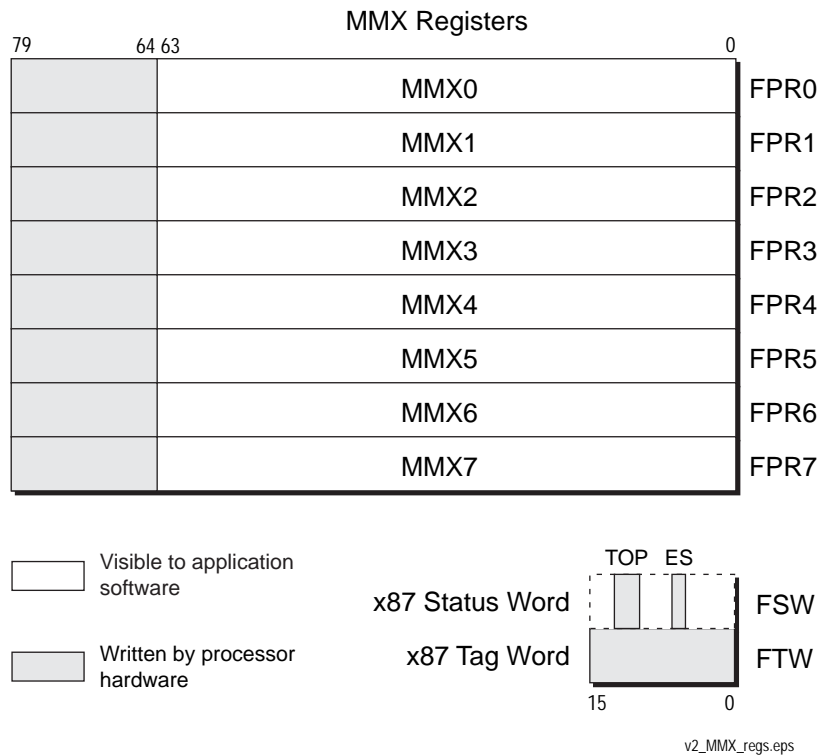 MMX Registers
79 64 63 0
MMX0 FPR0
MMX1 FPR1
MMX2 FPR2
MMX3 FPR3
MMX4 FPR4
MMX5 FPR5
MMX6 FPR6
MMX7 FPR7
Visible to application
software
TOP ES
x87 Status Word FSW
Written by processor
hardware
x87 Tag Word FTW
15 0
v2_MMX_regs.eps